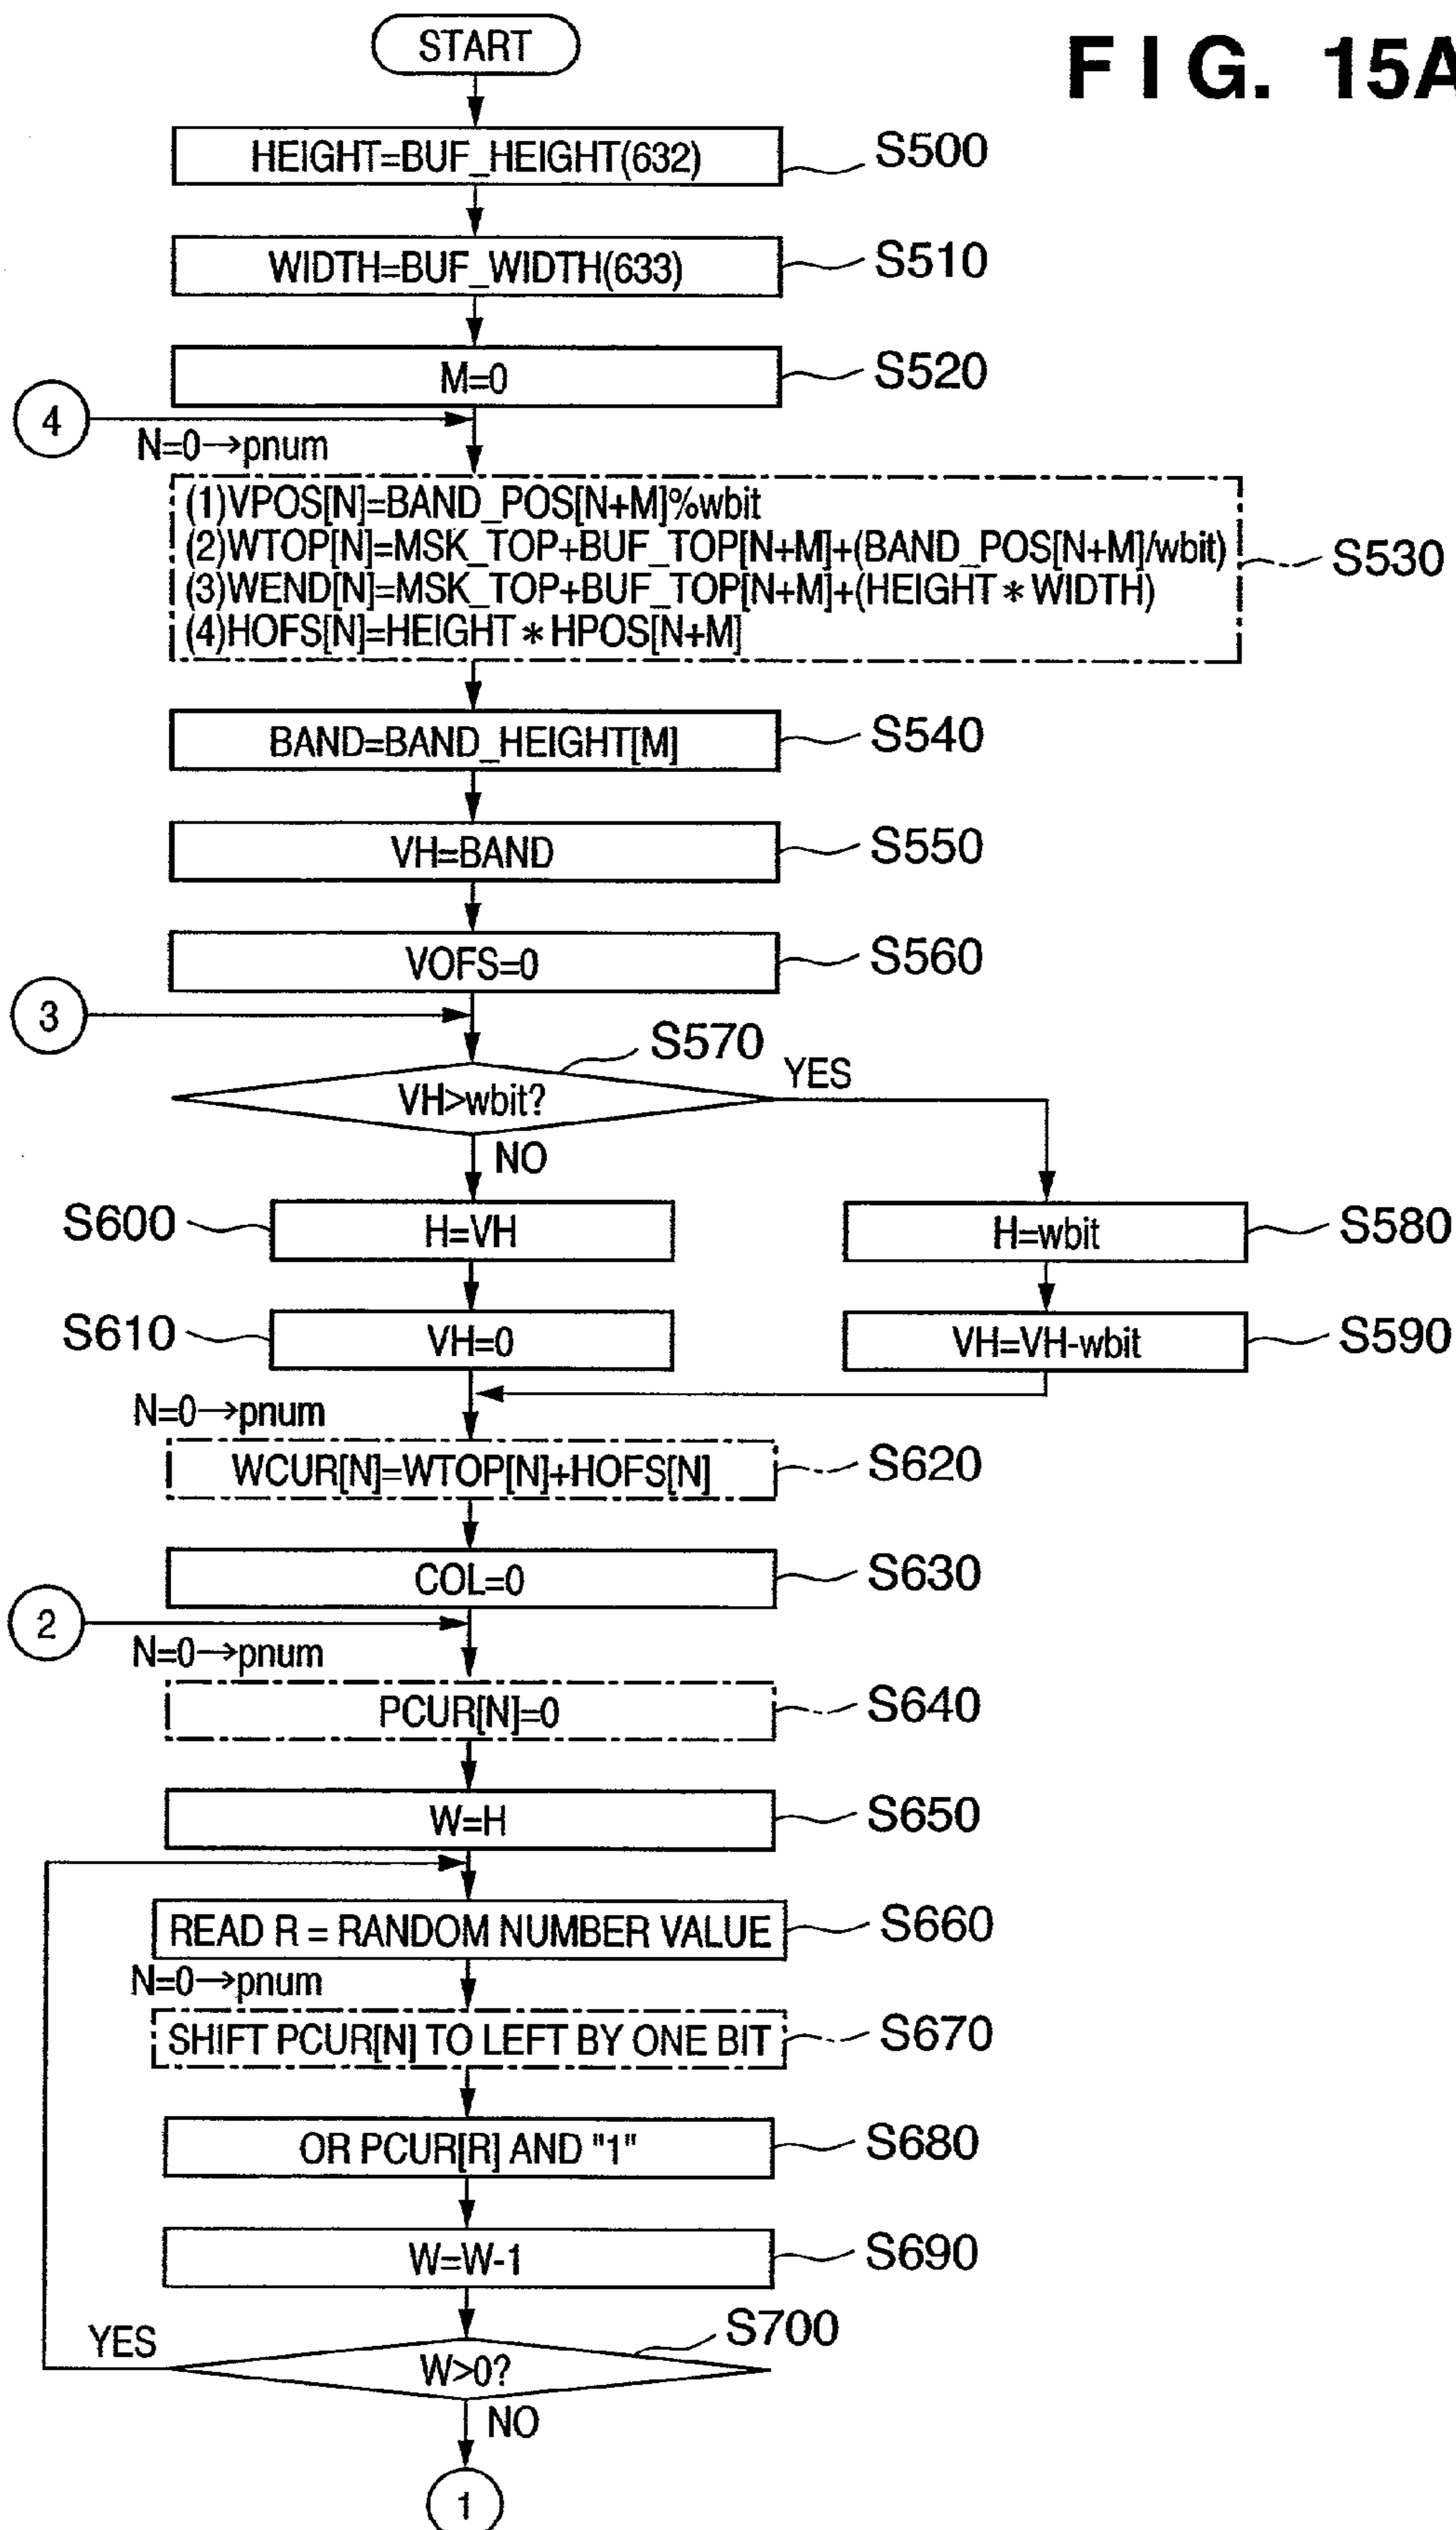 START
FIG. 15A
HEIGHT=BUF_HEIGHT(632)
S500
WIDTH=BUF_WIDTH(633)
S510
M=0
S520
4
N=0→pnum
(1)VPOS[N]=BAND_POS[N+M]%wbit
(2)WTOP[N]=MSK_TOP+BUF_TOP[N+M]+(BAND_POS[N+M]/wbit)
(3)WEND[N]=MSK_TOP+BUF_TOP[N+M]+(HEIGHT*WIDTH)
(4)HOFS[N]=HEIGHT*HPOS[N+M]
S530
BAND=BAND_HEIGHT[M]
S540
VH=BAND
S550
VOFS=0
S560
3
S570
VH>wbit?
YES
NO
S600
H=VH
H=wbit
S580
S610
VH=0
VH=VH-wbit
S590
N=0→pnum
WCUR[N]=WTOP[N]+HOFS[N]
S620
COL=0
S630
2
N=0→pnum
PCUR[N]=0
S640
W=H
S650
READ R = RANDOM NUMBER VALUE
S660
N=0→pnum
SHIFT PCUR[N] TO LEFT BY ONE BIT
S670
OR PCUR[R] AND "1"
S680
W=W-1
S690
S700
YES
W>0?
NO
1